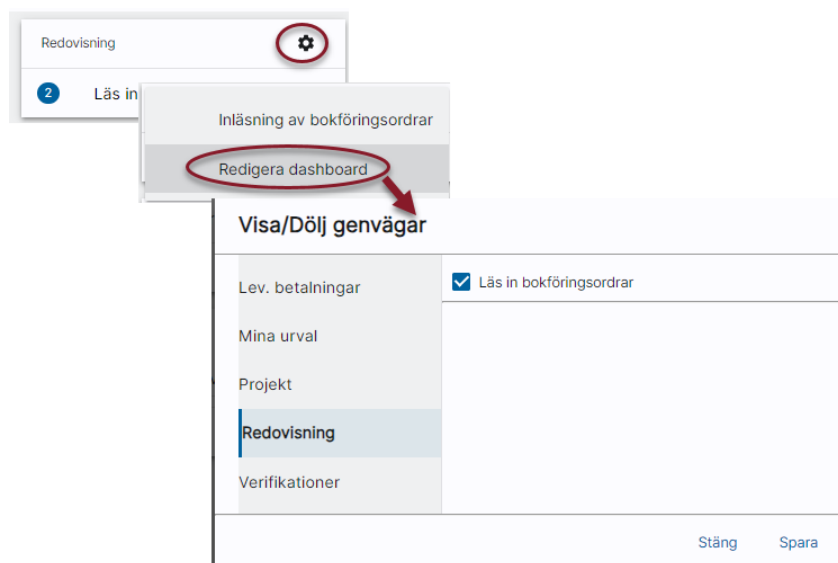 Redovisning
2 Läs in
Inläsning av bokföringsordrar
Redigera dashboard
Visa/Dölj genvägar
Lev. betalningar
Läs in bokföringsordrar
Mina urval
Projekt
Redovisning
Verifikationer
Stäng Spara